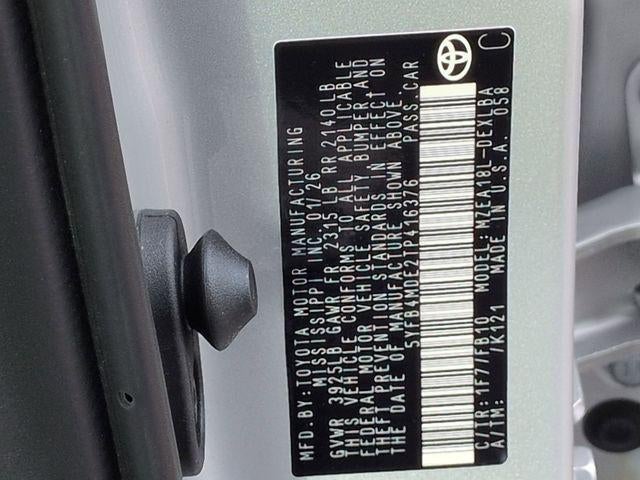 MFD. BY: TOYOTA MOTOR MANUFACTURING
MISSISSIPPI INC. 01/26
GVWR 3925LB GAWR FR 2315 LB RR 2140LB
THIS VEHICLE CONFORMS TO ALL APPLICABLE
FEDERAL MOTOR VEHICLE SAFETY BUMPER AND
THEFT PREVENTION STANDARDS IN EFFECT ON
THE DATE OF MANUFACTURE SHOWN ABOVE.
5YFB4MDE2TP416376 PASS.CAR
C/TR: 1F7/FB10 MODEL: MZEA18L-DEXLBA
A/TM: /K121 MADE IN U.S.A. 058
C